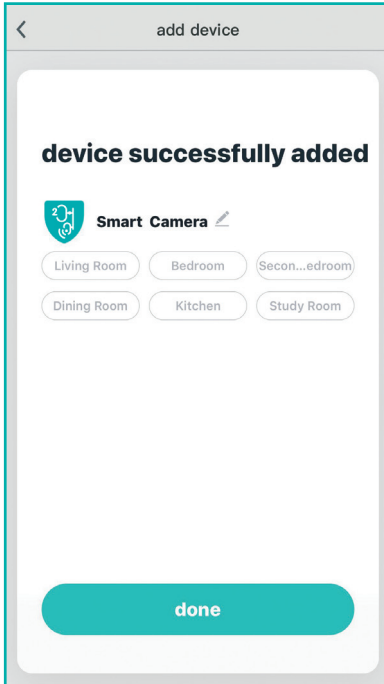 add device
device successfully added
Smart Camera
Living Room Bedroom Secon...edroom
Dining Room Kitchen Study Room
done